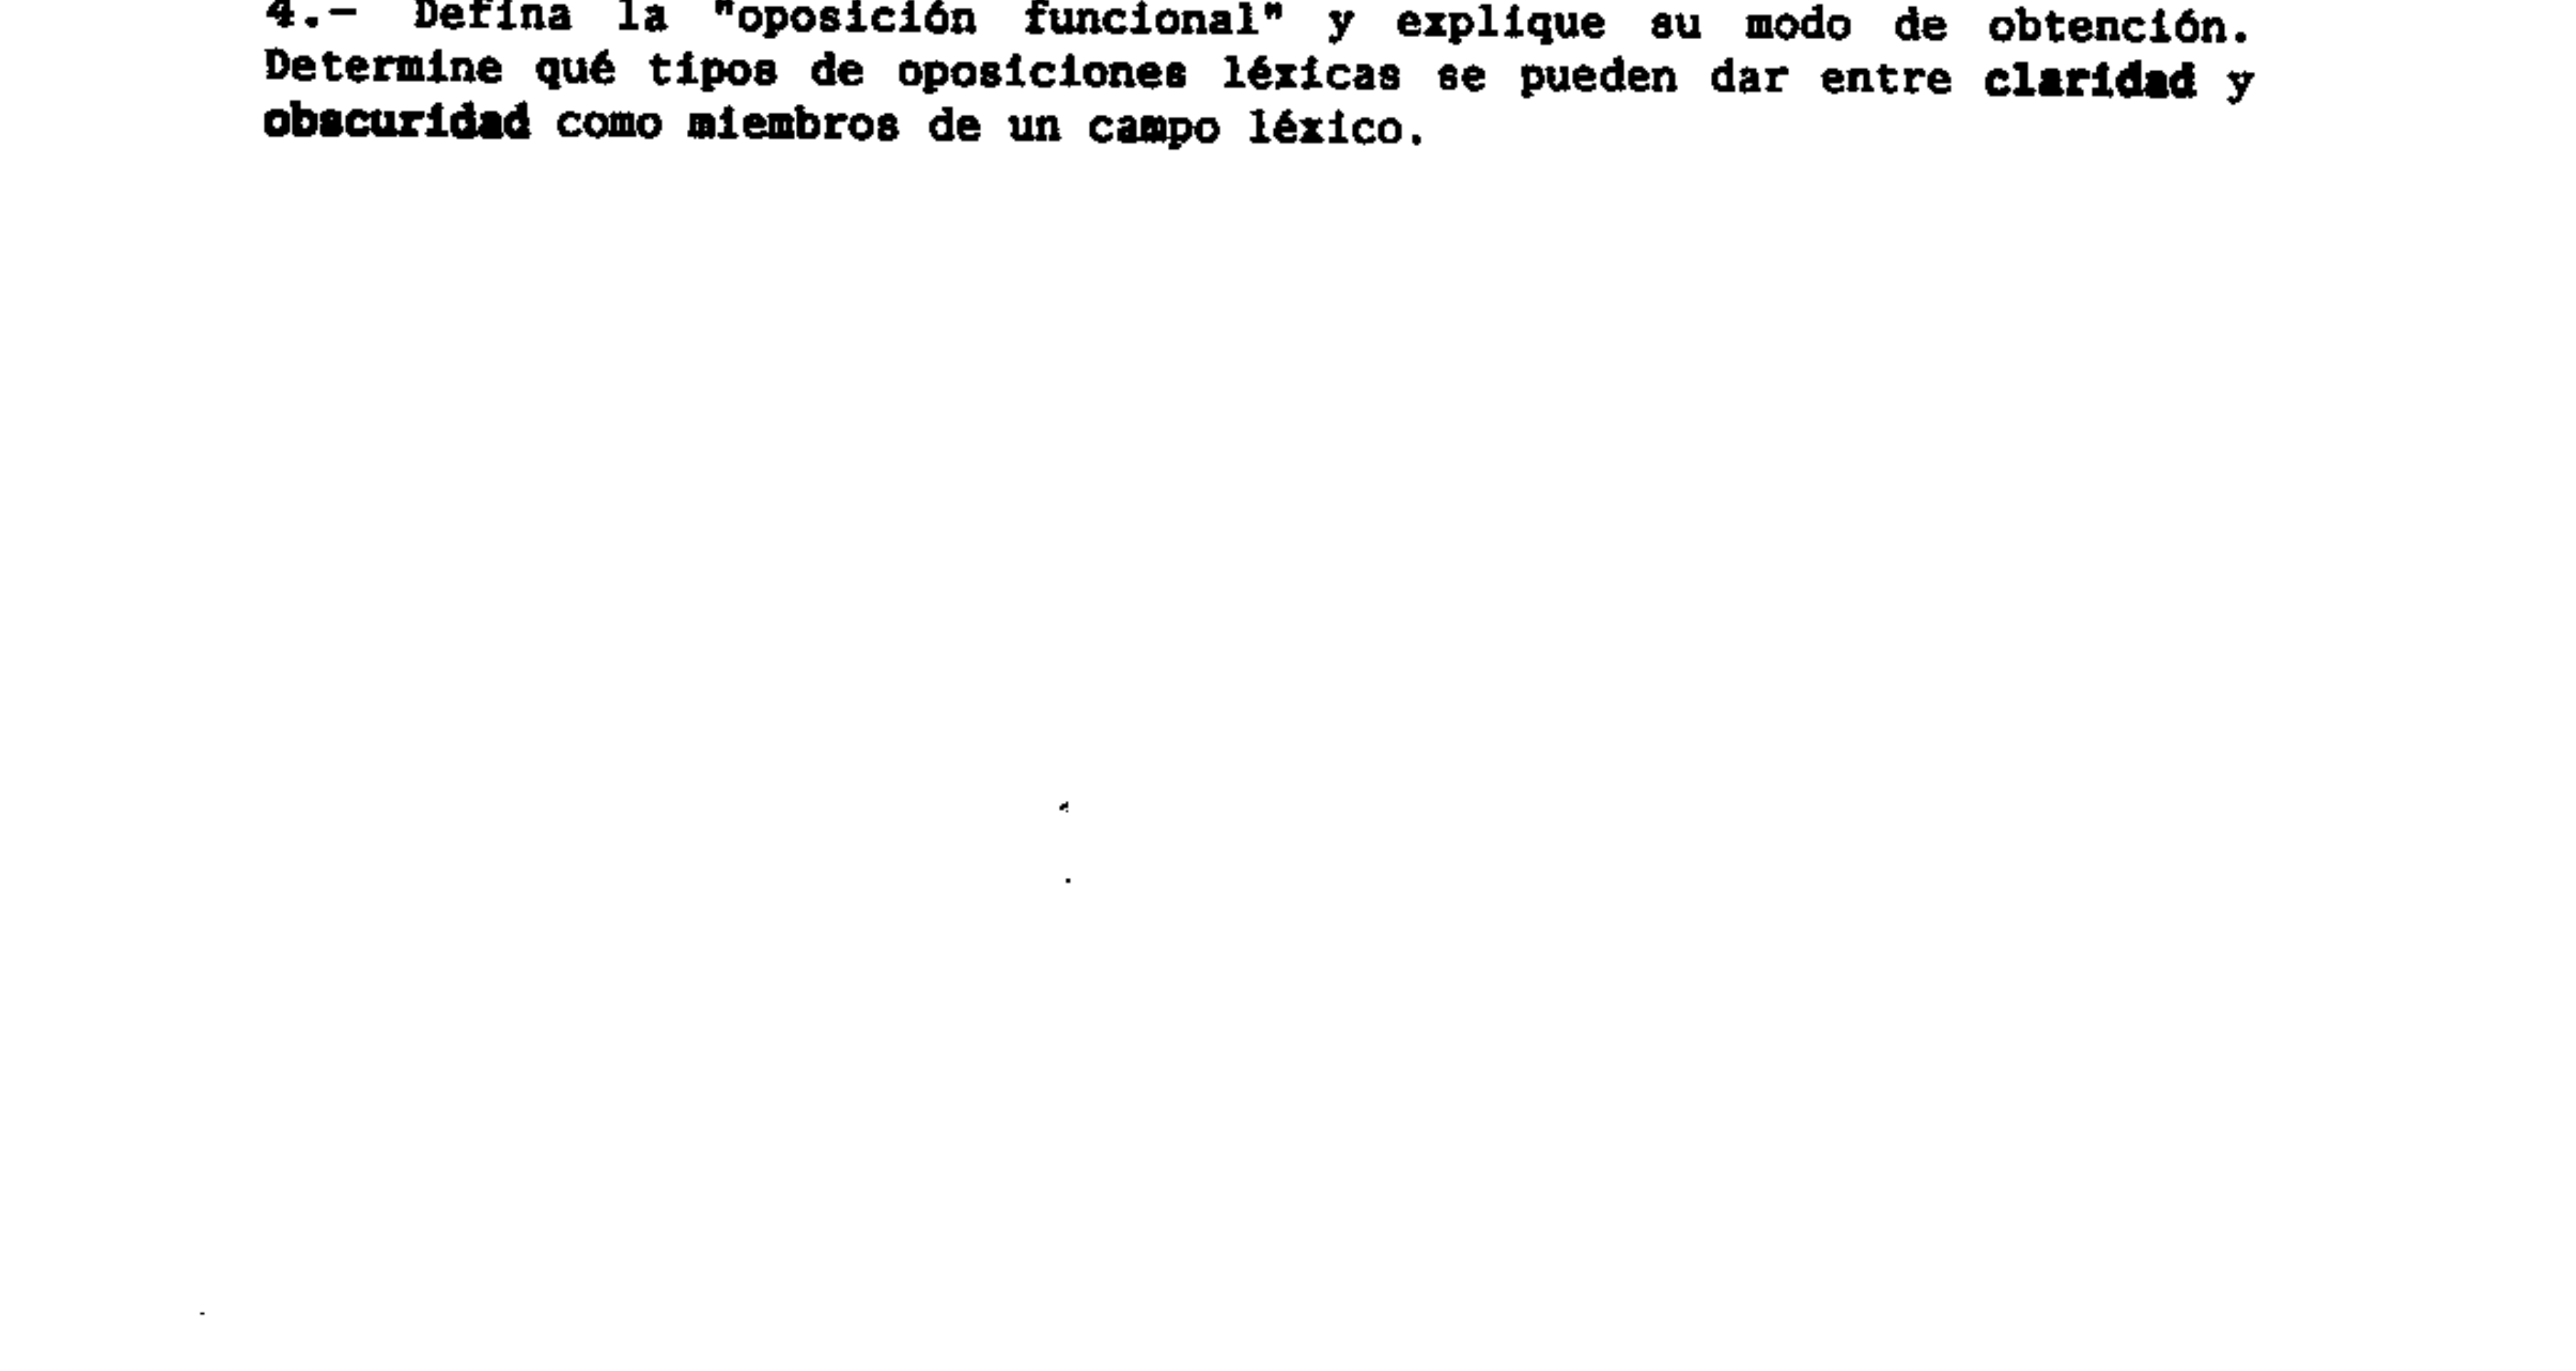 4.- Defina la "oposición funcional" y explique su modo de obtención.
Determine qué tipos de oposiciones léxicas se pueden dar entre claridad y
obscuridad como miembros de un campo léxico.